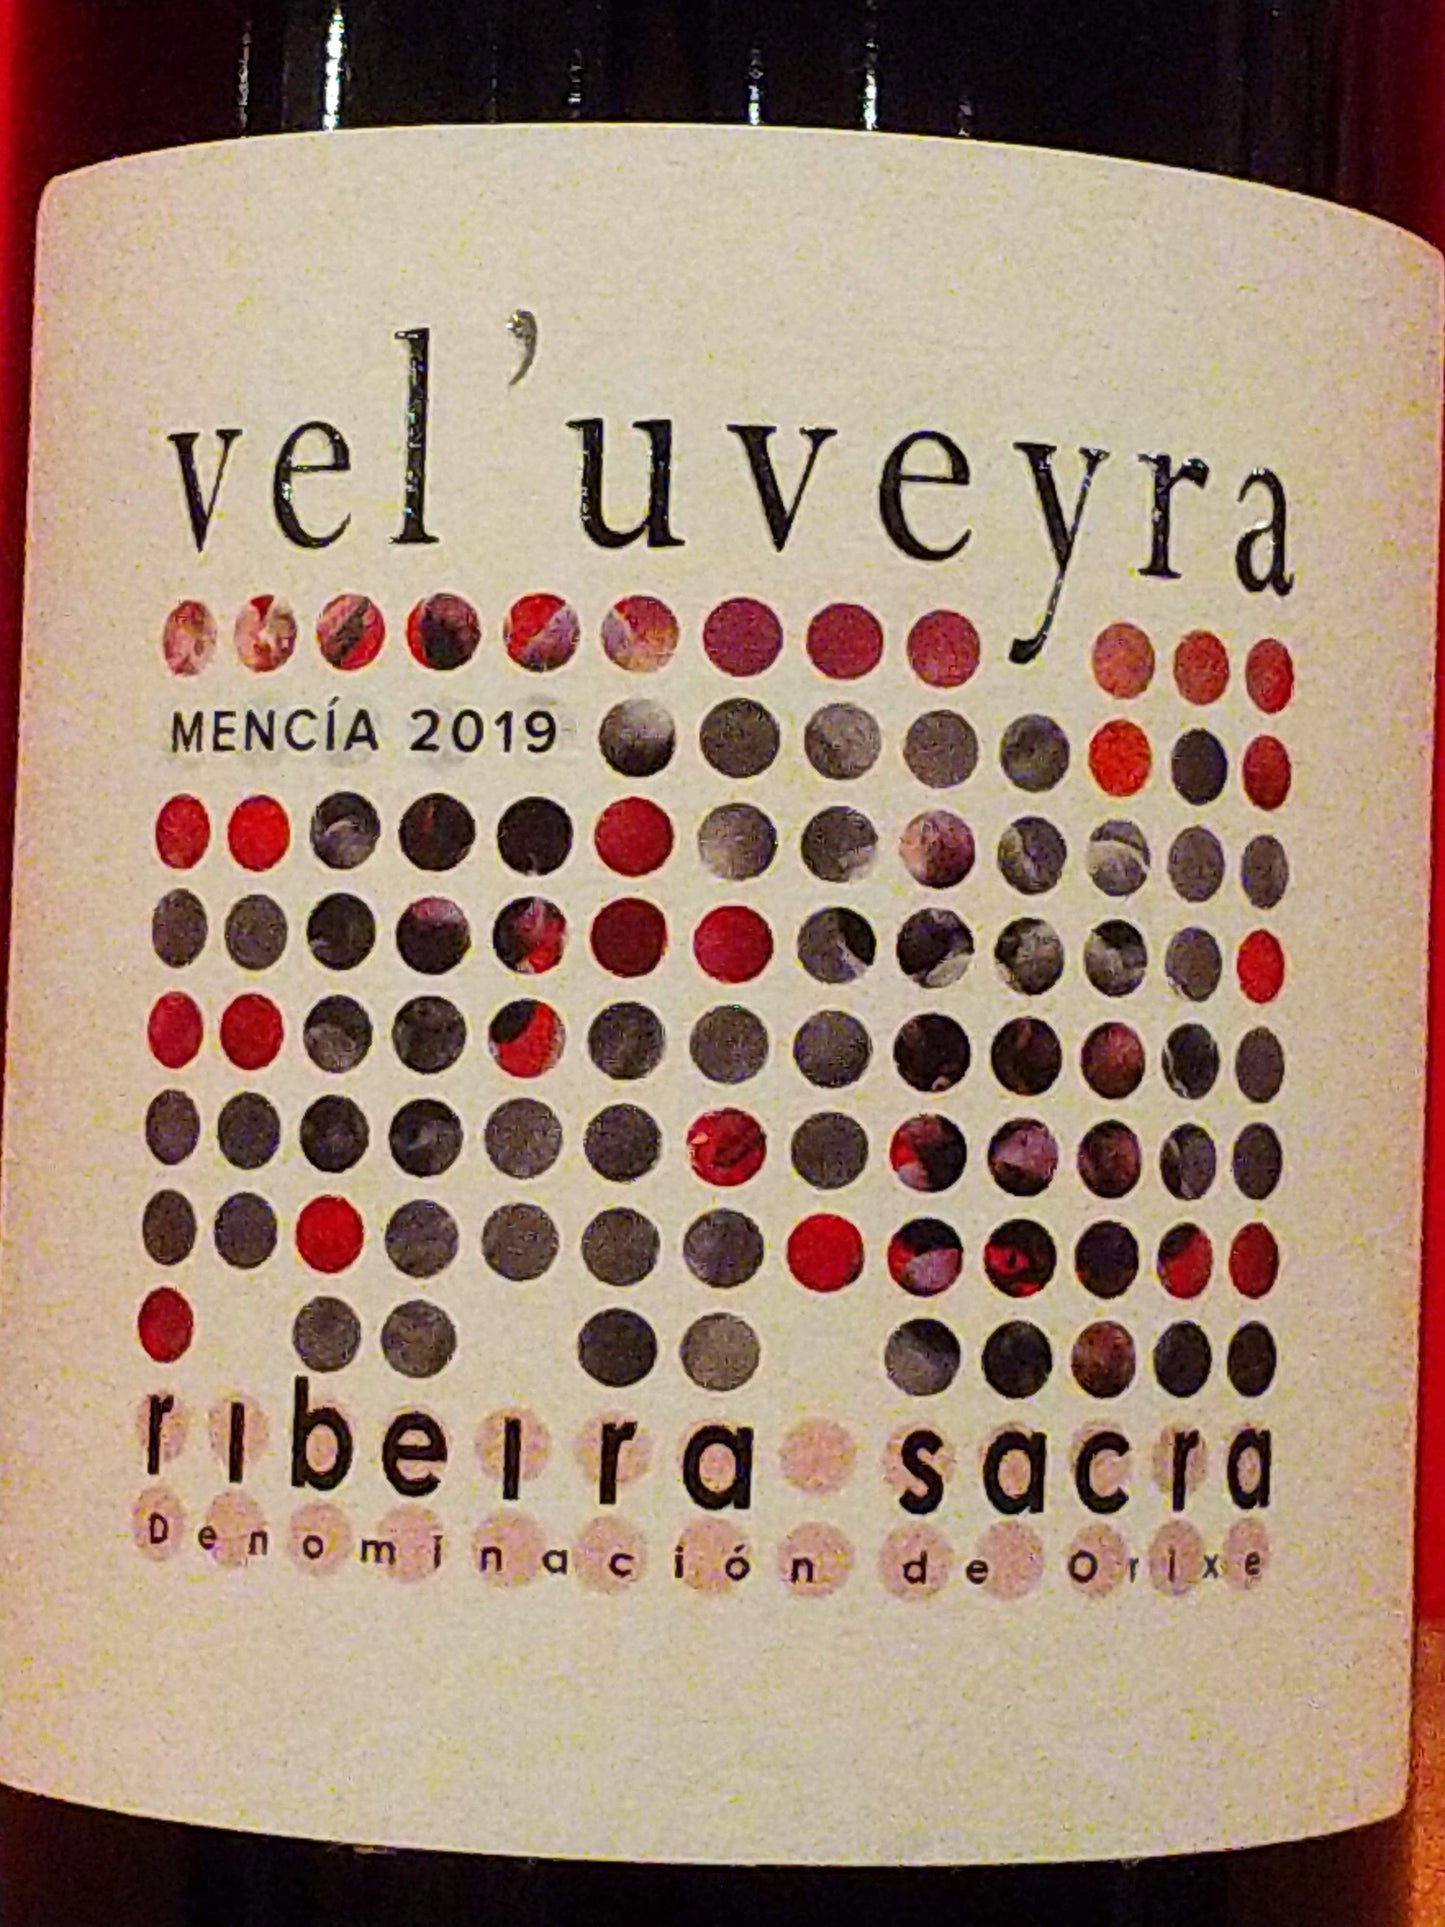 vel'uveyra
MENCÍA 2019
ribeira sacra
Denominación de Orixe